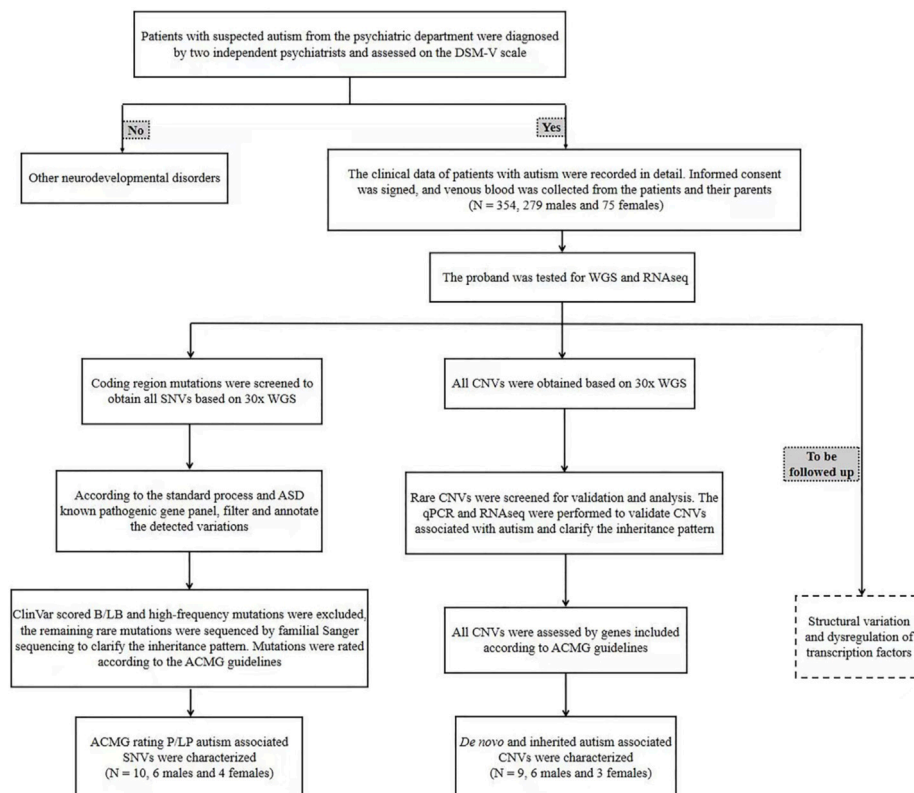 Patients with suspected autism from the psychiatric department were diagnosed
by two independent psychiatrists and assessed on the DSM-V scale
No
Yes
Other neurodevelopmental disorders
The clinical data of patients with autism were recorded in detail. Informed consent
was signed, and venous blood was collected from the patients and their parents
(N = 354, 279 males and 75 females)
The proband was tested for WGS and RNAseq
Coding region mutations were screened to
obtain all SNVs based on 30x WGS
All CNVs were obtained based on 30x WGS
To be
followed up
According to the standard process and ASD
known pathogenic gene panel, filter and annotate
the detected variations
Rare CNVs were screened for validation and analysis. The
qPCR and RNAseq were performed to validate CNVs
associated with autism and clarify the inheritance pattern
ClinVar scored B/LB and high-frequency mutations were excluded,
the remaining rare mutations were sequenced by familial Sanger
sequencing to clarify the inheritance pattern. Mutations were rated
according to the ACMG guidelines
All CNVs were assessed by genes included
according to ACMG guidelines
Structural variation
and dysregulation of
transcription factors
ACMG rating P/LP autism associated
SNVs were characterized
(N = 10, 6 males and 4 females)
De novo and inherited autism associated
CNVs were characterized
(N = 9, 6 males and 3 females)